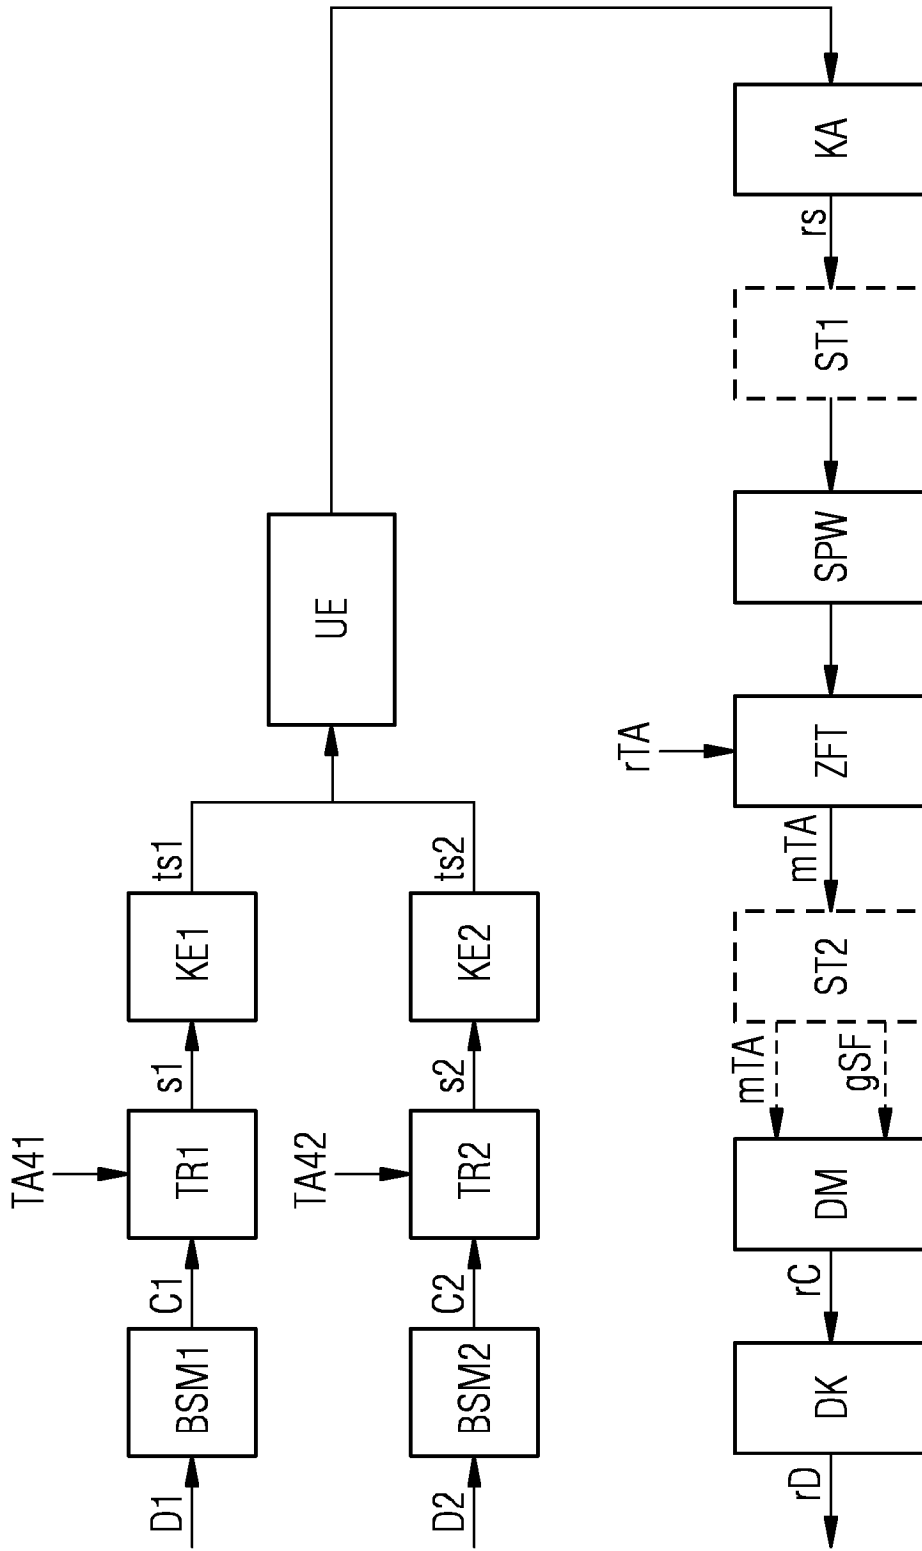 D1
BSM1
C1
TA41
TR1
s1
KE1
ts1
D2
BSM2
C2
TA42
TR2
s2
KE2
ts2
UE
KA
rs
ST1
SPW
rTA
ZFT
mTA
ST2
mTA
gSF
DM
rC
DK
rD